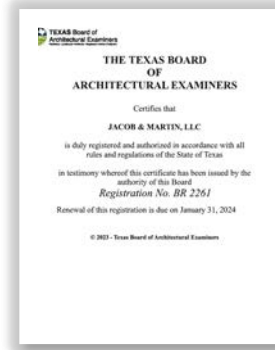 TEXAS Board of
Architectural Examiners
THE TEXAS BOARD
OF
ARCHITECTURAL EXAMINERS
Certifies that
JACOB & MARTIN, LLC
is duly registered and authorized in accordance with all
rules and regulations of the State of Texas
in testimony whereof this certificate has been issued by the
authority of this Board
Registration No. BR 2261
Renewal of this registration is due on January 31, 2024
© 2023 - Texas Board of Architectural Examiners